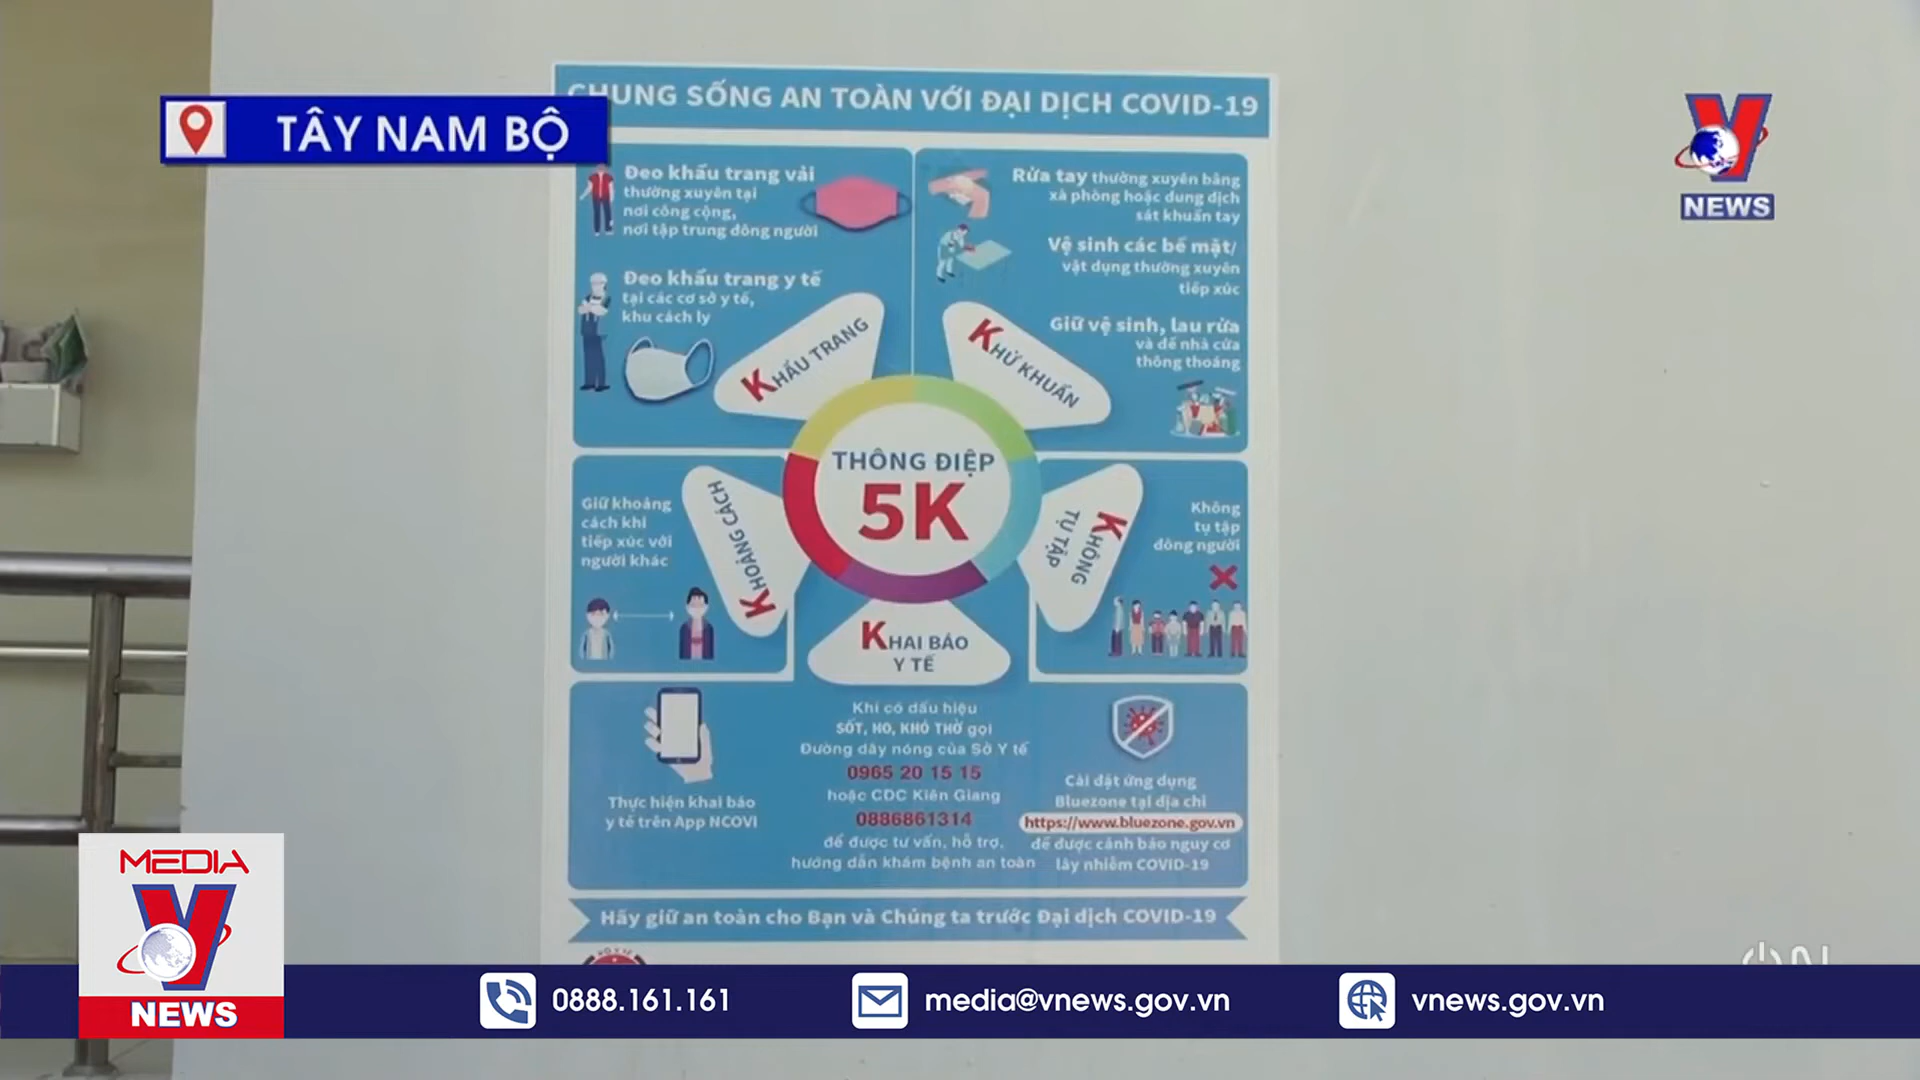 TÂY NAM BỘ
NEWS
CHUNG SỐNG AN TOÀN VỚI ĐẠI DỊCH COVID-19
Đeo khẩu trang vải
thường xuyên tại
nơi công cộng,
nơi tập trung đông người
Đeo khẩu trang y tế
tại các cơ sở y tế,
khu cách ly
KHẨU TRANG
Rửa tay thường xuyên bằng
xà phòng hoặc dung dịch
sát khuẩn tay
Vệ sinh các bề mặt/
vật dụng thường xuyên
tiếp xúc
Giữ vệ sinh, lau rửa
và để nhà cửa
thông thoáng
KHỬ KHUẨN
THÔNG ĐIỆP
5K
Giữ khoảng
cách khi
tiếp xúc với
người khác
KHOẢNG CÁCH
KHÔNG
TỤ TẬP
Không
tụ tập
đông người
KHAI BÁO
Y TẾ
Thực hiện khai báo
y tế trên App NCOVI
Khi có dấu hiệu
SỐT, HO, KHÓ THỞ gọi
Đường dây nóng của Sở Y tế
0965 20 15 15
hoặc CDC Kiên Giang
0886861314
để được tư vấn, hỗ trợ,
hướng dẫn khám bệnh an toàn
Cài đặt ứng dụng
Bluezone tại địa chỉ
https://www.bluezone.gov.vn
để được cảnh báo nguy cơ
lây nhiễm COVID-19
Hãy giữ an toàn cho Bạn và Chúng ta trước Đại dịch COVID-19
MEDIA
NEWS
0888.161.161
media@vnews.gov.vn
vnews.gov.vn